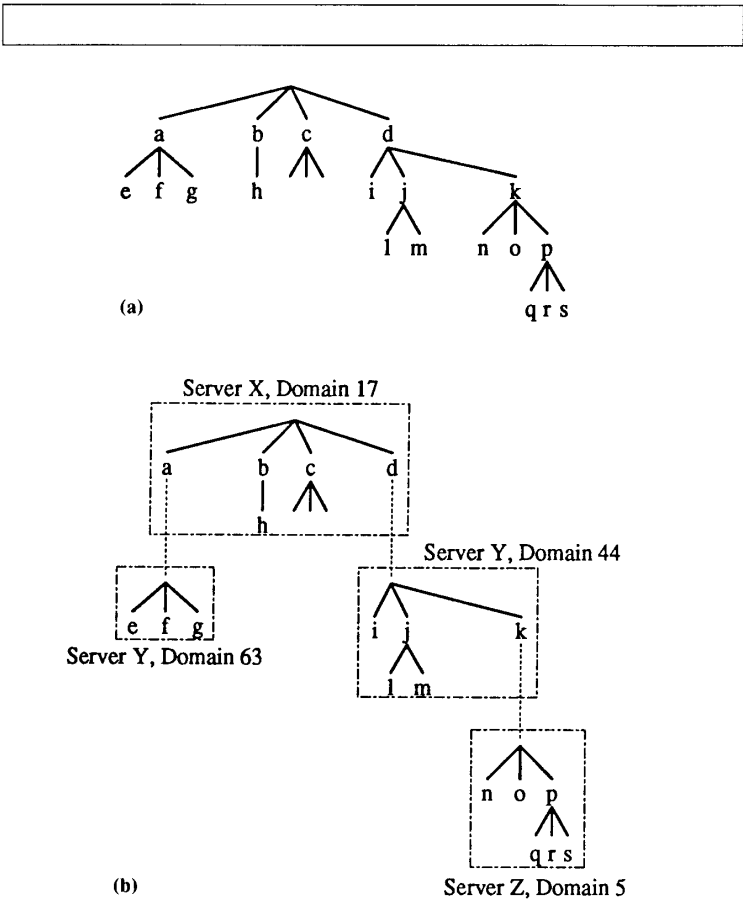 a b c d
e f g h i j k
l m n o p
(a) q r s
Server X, Domain 17
a b c d
h
Server Y, Domain 44
e f g i j k
Server Y, Domain 63
l m
n o p
q r s
(b) Server Z, Domain 5